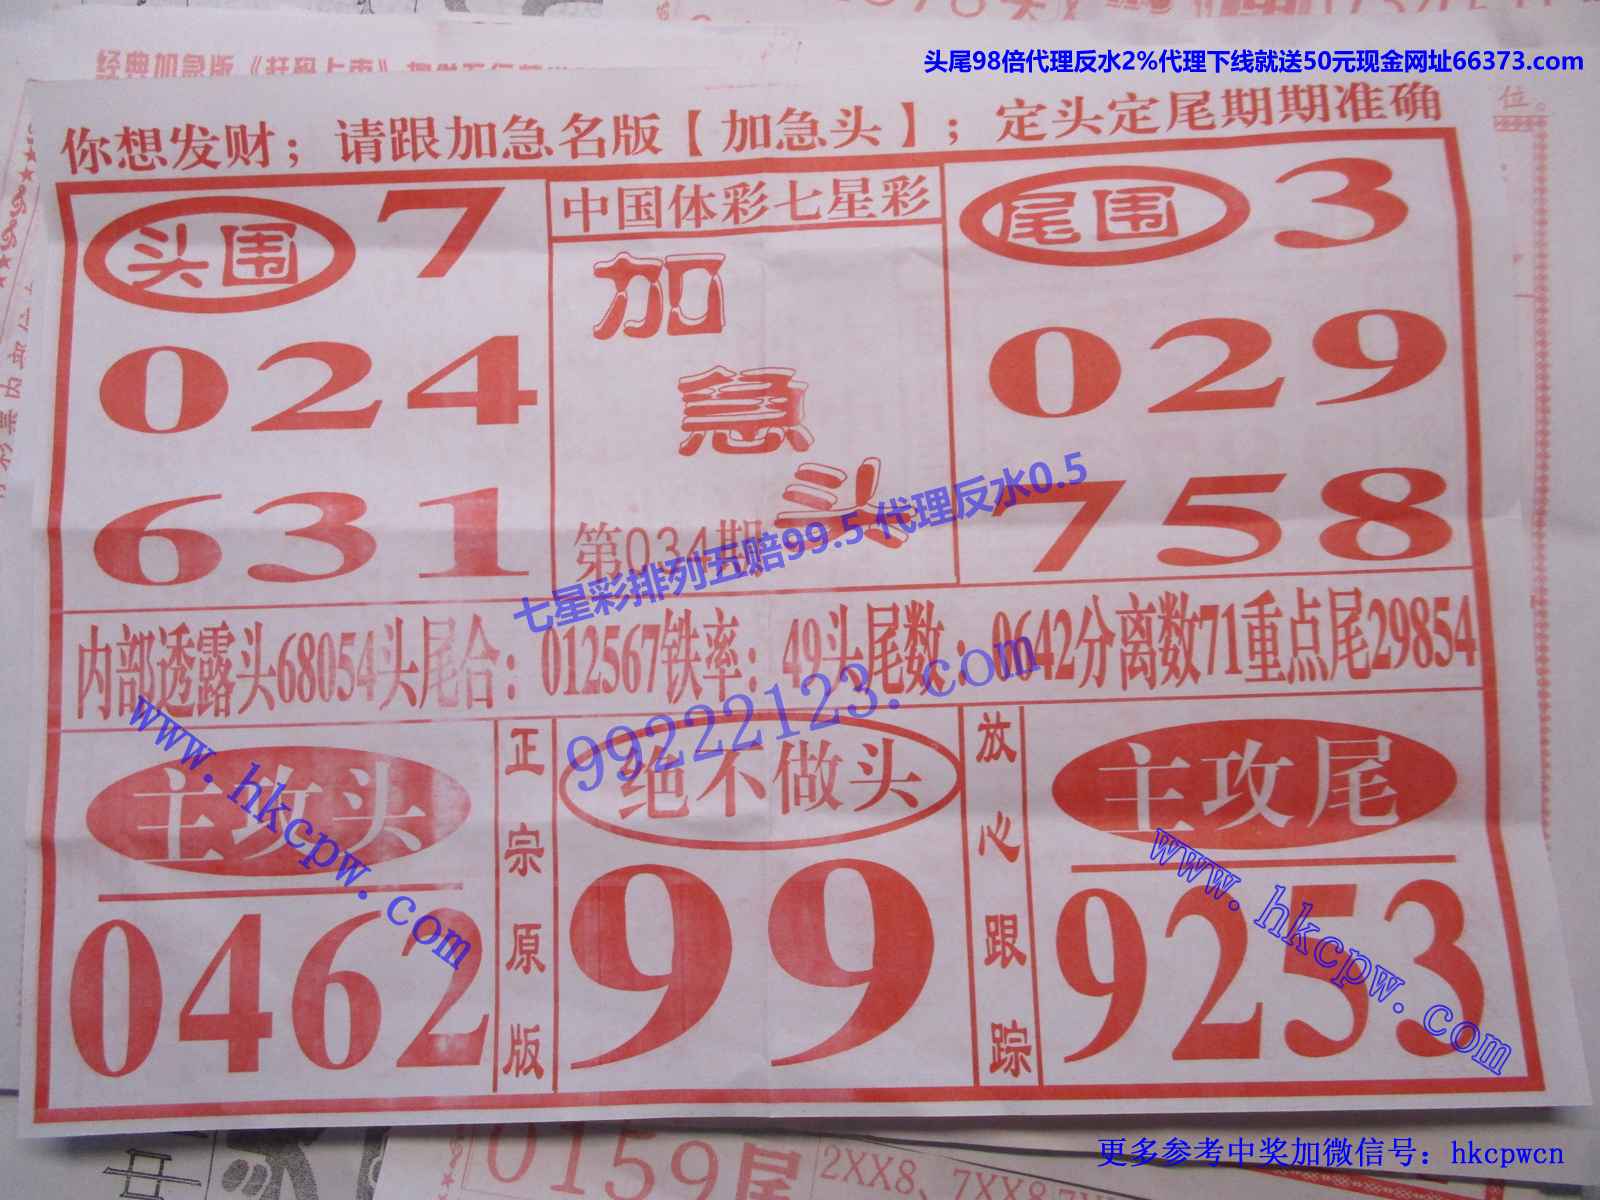 头尾98倍代理反水2%代理下线就送50元现金网址66373.com
位。
你想发财；请跟加急名版【加急头】；定头定尾期期准确
头围 7
024
631
中国体彩七星彩
加
急
头
第034期
尾围 3
029
758
七星彩排列五赔99.5代理反水0.5
内部透露头68054头尾合：012567铁率：49头尾数：0642分离数71重点尾29854
99222123.com
www.hkcpw.com
主攻头
0462
正宗原版
绝不做头
99
放心跟踪
主攻尾
9253
www.hkcpw.com
0159尾
2XX8、7XX8
更多参考中奖加微信号：hkcpwcn